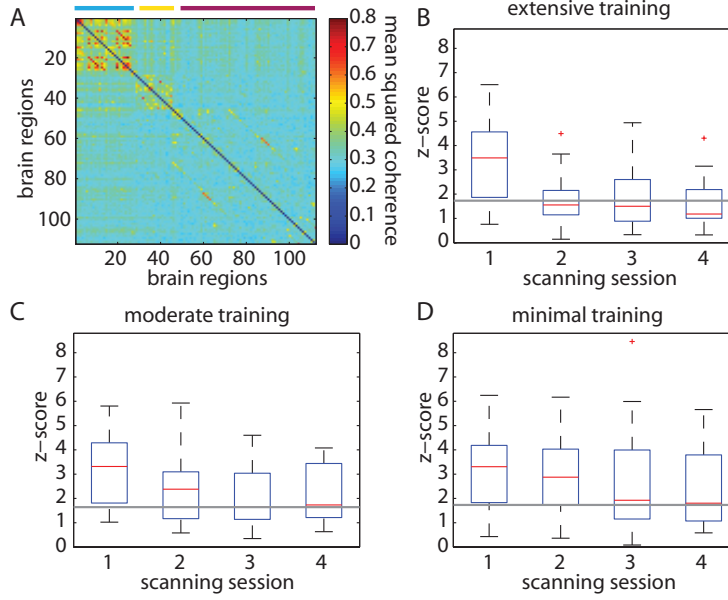 A
20
40
60
80
100
brain regions
20 40 60 80 100
brain regions
0.8
0.7
0.6
0.5
0.4
0.3
0.2
0.1
0
mean squared coherence
B
extensive training
8
7
6
5
4
3
2
1
0
z-score
1 2 3 4
scanning session
C
moderate training
8
7
6
5
4
3
2
1
0
z-score
1 2 3 4
scanning session
D
minimal training
8
7
6
5
4
3
2
1
0
z-score
1 2 3 4
scanning session